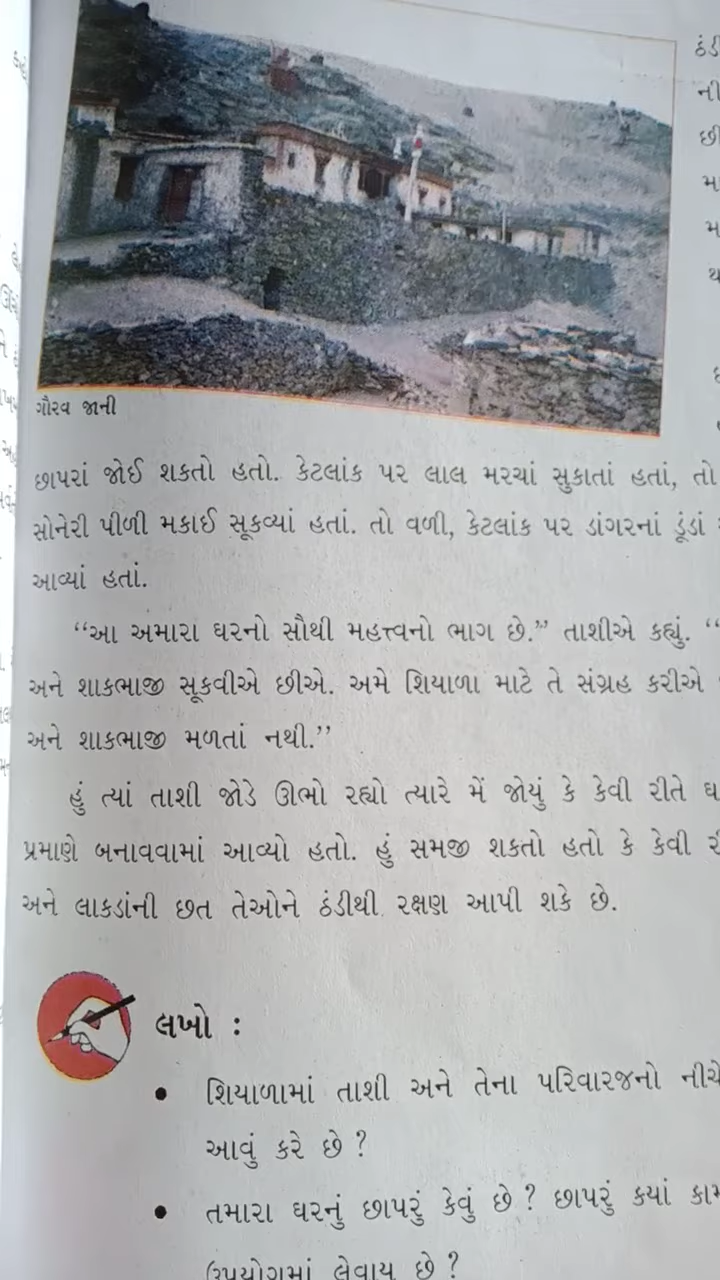 ગૌરવ જાની
છાપરાં જોઈ શકતો હતો. કેટલાંક પર લાલ મરચાં સુકાતાં હતાં, તો
સોનેરી પીળી મકાઈ સૂકવ્યાં હતાં. તો વળી, કેટલાંક પર ડાંગરનાં ડૂંડાં
આવ્યાં હતાં.
“આ અમારા ઘરનો સૌથી મહત્ત્વનો ભાગ છે.” તાશીએ કહ્યું. “
અને શાકભાજી સૂકવીએ છીએ. અમે શિયાળા માટે તે સંગ્રહ કરીએ
અને શાકભાજી મળતાં નથી.”
હું ત્યાં તાશી જોડે ઊભો રહ્યો ત્યારે મેં જોયું કે કેવી રીતે
પ્રમાણે બનાવવામાં આવ્યો હતો. હું સમજી શકતો હતો કે કેવી
અને લાકડાંની છત તેઓને ઠંડીથી રક્ષણ આપી શકે છે.
લખો :
• શિયાળામાં તાશી અને તેના પરિવારજનો નીચે
આવું કરે છે ?
• તમારા ઘરનું છાપરું કેવું છે ? છાપરું કયાં
ઉપયોગમાં લેવાય છે ?